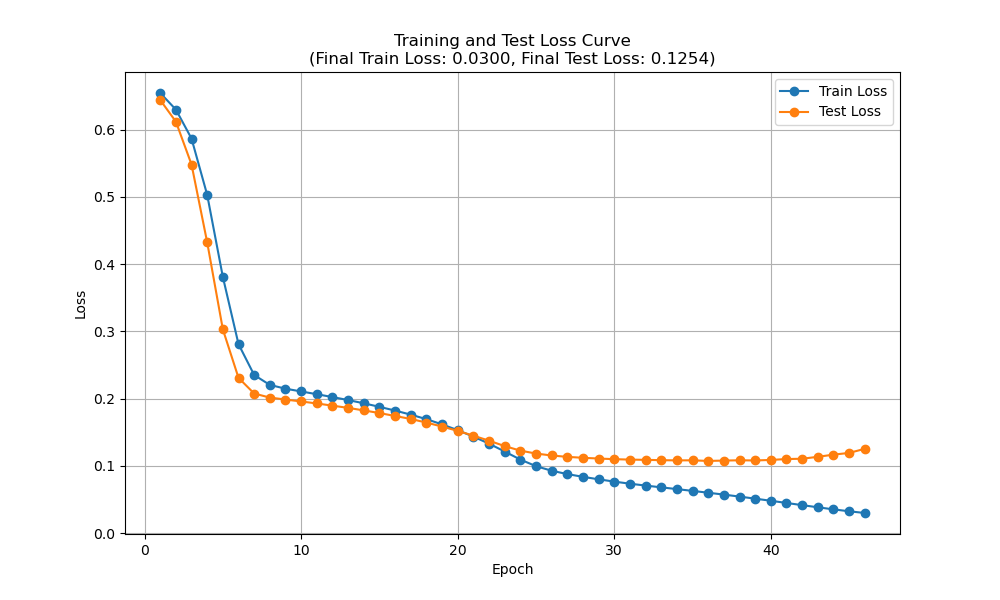 Training and Test Loss Curve
(Final Train Loss: 0.0300, Final Test Loss: 0.1254)
Train Loss
Test Loss
0.6
0.5
0.4
0.3
0.2
0.1
0.0
Loss
0 10 20 30 40
Epoch